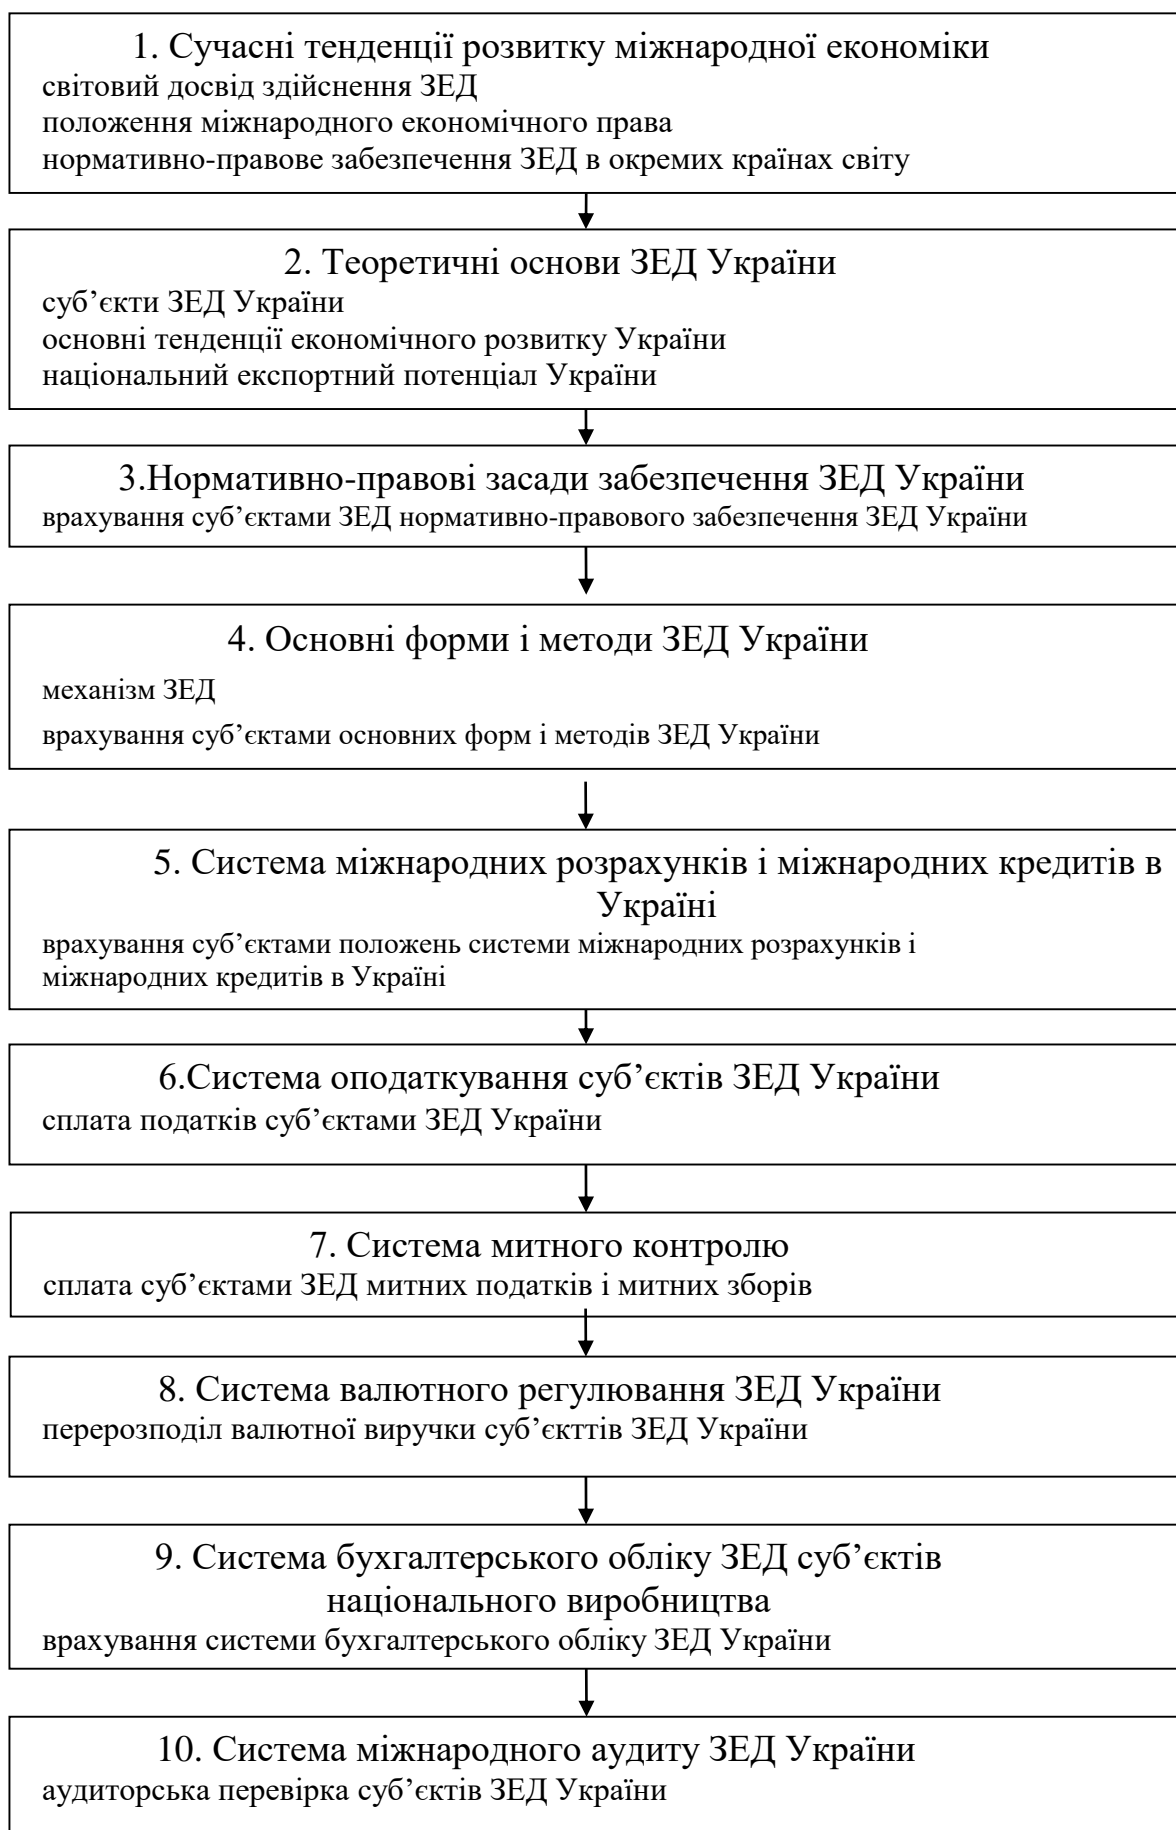 1. Сучасні тенденції розвитку міжнародної економіки
світовий досвід здійснення ЗЕД
положення міжнародного економічного права
нормативно-правове забезпечення ЗЕД в окремих країнах світу
2. Теоретичні основи ЗЕД України
суб’єкти ЗЕД України
основні тенденції економічного розвитку України
національний експортний потенціал України
3.Нормативно-правові засади забезпечення ЗЕД України
врахування суб’єктами ЗЕД нормативно-правового забезпечення ЗЕД України
4. Основні форми і методи ЗЕД України
механізм ЗЕД
врахування суб’єктами основних форм і методів ЗЕД України
5. Система міжнародних розрахунків і міжнародних кредитів в
Україні
врахування суб’єктами положень системи міжнародних розрахунків і
міжнародних кредитів в Україні
6.Система оподаткування суб’єктів ЗЕД України
сплата податків суб’єктами ЗЕД України
7. Система митного контролю
сплата суб’єктами ЗЕД митних податків і митних зборів
8. Система валютного регулювання ЗЕД України
перерозподіл валютної виручки суб’єкттів ЗЕД України
9. Система бухгалтерського обліку ЗЕД суб’єктів
національного виробництва
врахування системи бухгалтерського обліку ЗЕД України
10. Система міжнародного аудиту ЗЕД України
аудиторська перевірка суб’єктів ЗЕД України